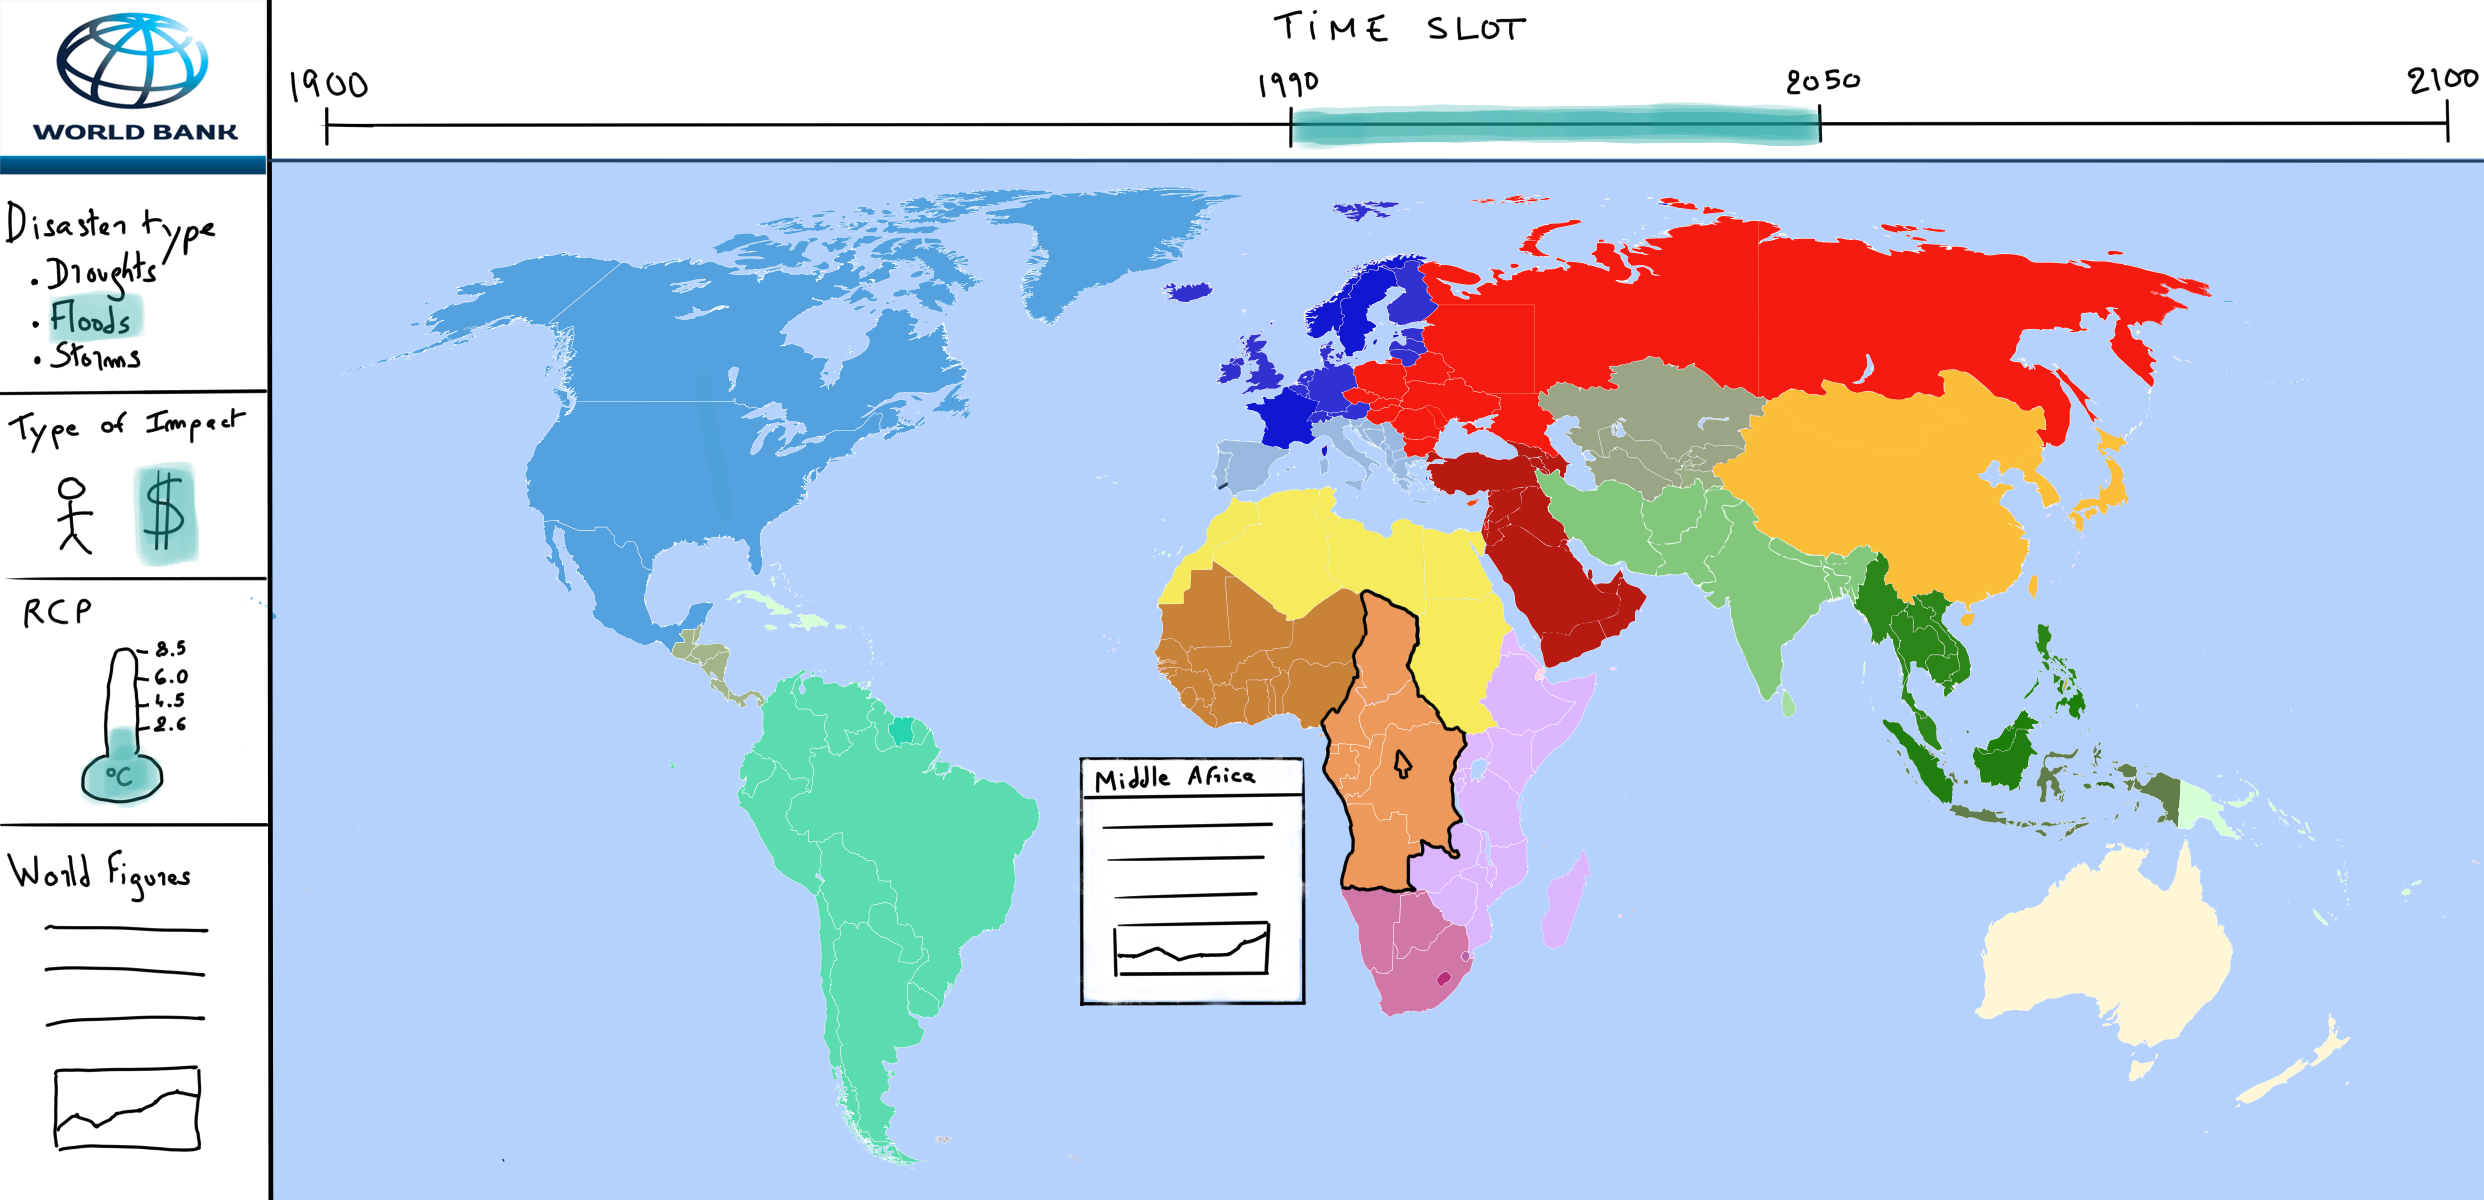 WORLD BANK
TIME SLOT
1900
1990
2050
2100
Disaster type
• Droughts
• Floods
• Storms
Type of Impact
$
RCP
8.5
6.0
4.5
2.6
°C
World Figures
Middle Africa